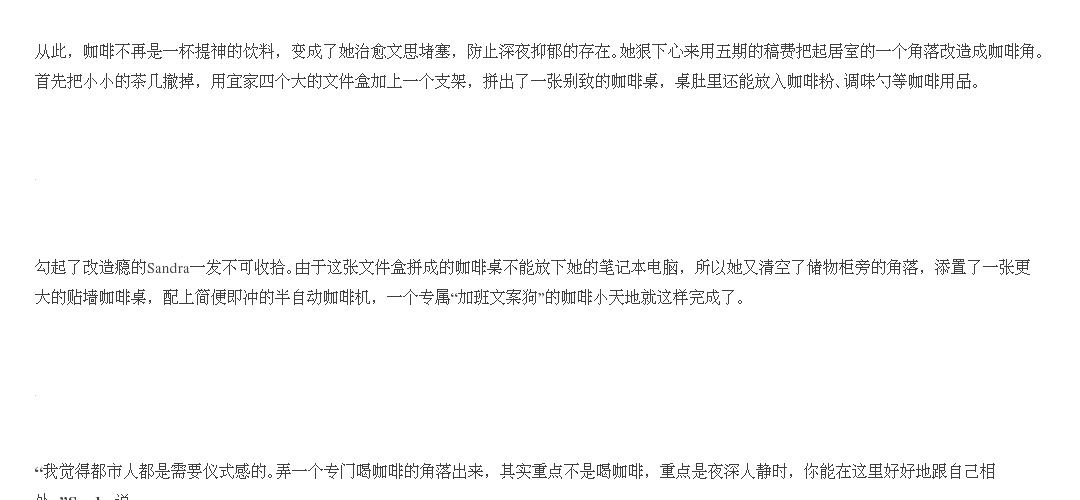 从此，咖啡不再是一杯提神的饮料，变成了她治愈文思堵塞，防止深夜抑郁的存在。她狠下心来用五期的稿费把起居室的一个角落改造成咖啡角。
首先把小小的茶几撤掉，用宜家四个大的文件盒加上一个支架，拼出了一张别致的咖啡桌，桌肚里还能放入咖啡粉、调味勺等咖啡用品。
勾起了改造瘾的Sandra一发不可收拾。由于这张文件盒拼成的咖啡桌不能放下她的笔记本电脑，所以她又清空了储物柜旁的角落，添置了一张更
大的贴墙咖啡桌，配上简便即冲的半自动咖啡机，一个专属“加班文案狗”的咖啡小天地就这样完成了。
“我觉得都市人都是需要仪式感的。弄一个专门喝咖啡的角落出来，其实重点不是喝咖啡，重点是夜深人静时，你能在这里好好地跟自己相
处。”Sandra说